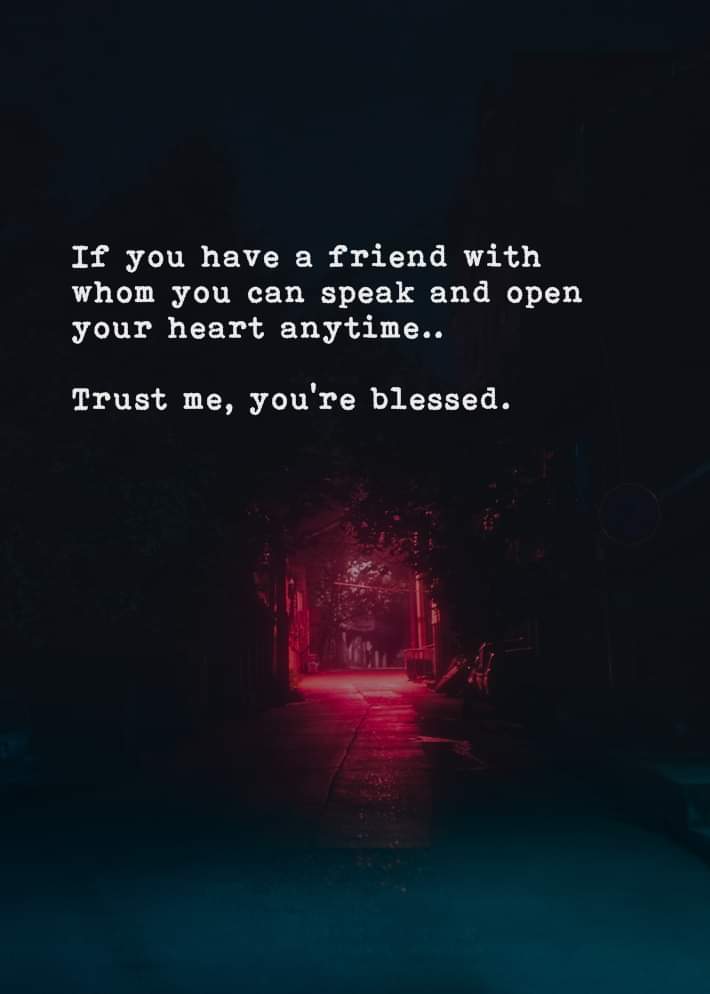 If you have a friend with
whom you can speak and open
your heart anytime..
Trust me, you're blessed.